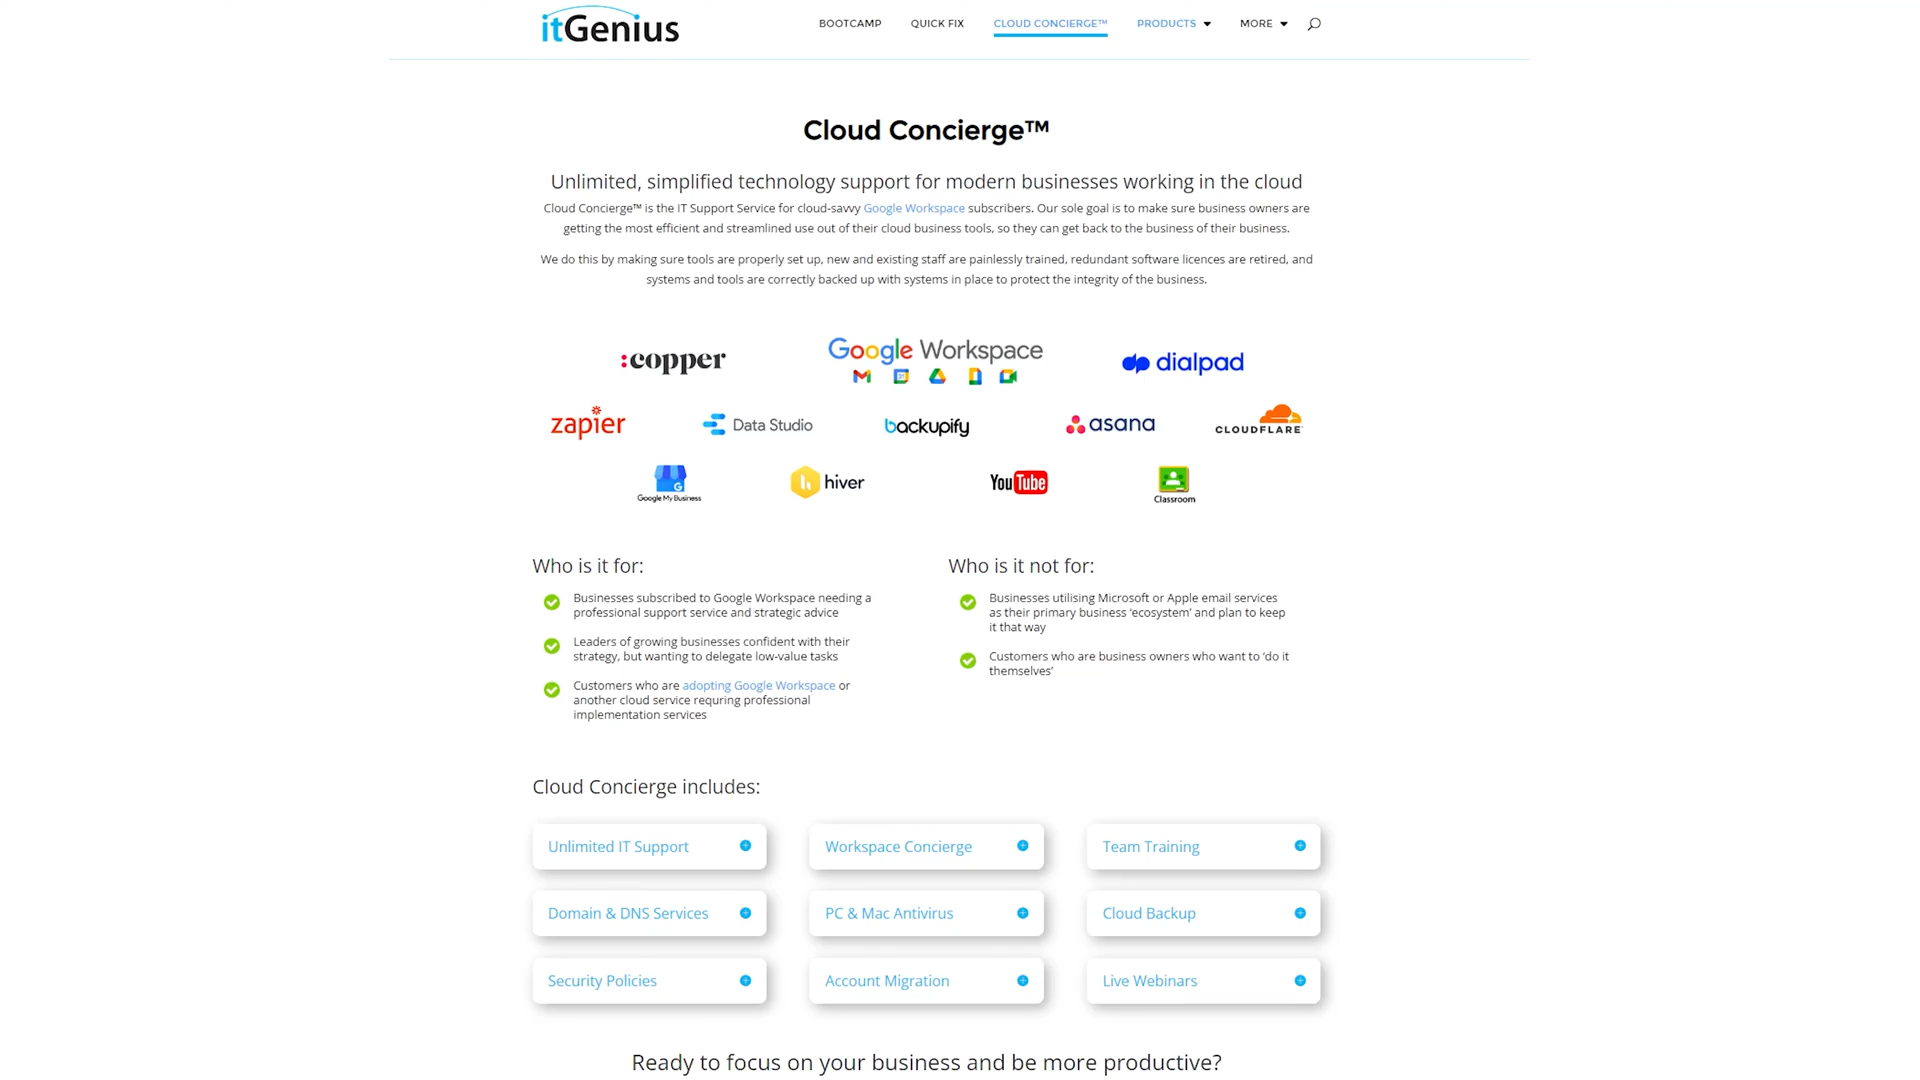 itGenius
BOOTCAMP QUICK FIX CLOUD CONCIERGE™ PRODUCTS MORE
Cloud Concierge™
Unlimited, simplified technology support for modern businesses working in the cloud
Cloud Concierge™ is the IT Support Service for cloud-savvy Google Workspace subscribers. Our sole goal is to make sure business owners are
getting the most efficient and streamlined use out of their cloud business tools, so they can get back to the business of their business.
We do this by making sure tools are properly set up, new and existing staff are painlessly trained, redundant software licences are retired, and
systems and tools are correctly backed up with systems in place to protect the integrity of the business.
:copper Google Workspace dialpad
zapier Data Studio backupify asana CLOUDFLARE
Google My Business hiver YouTube Classroom
Who is it for:
Businesses subscribed to Google Workspace needing a
professional support service and strategic advice
Leaders of growing businesses confident with their
strategy, but wanting to delegate low-value tasks
Customers who are adopting Google Workspace or
another cloud service requring professional
implementation services
Who is it not for:
Businesses utilising Microsoft or Apple email services
as their primary business ‘ecosystem’ and plan to keep
it that way
Customers who are business owners who want to ‘do it
themselves’
Cloud Concierge includes:
Unlimited IT Support Workspace Concierge Team Training
Domain & DNS Services PC & Mac Antivirus Cloud Backup
Security Policies Account Migration Live Webinars
Ready to focus on your business and be more productive?